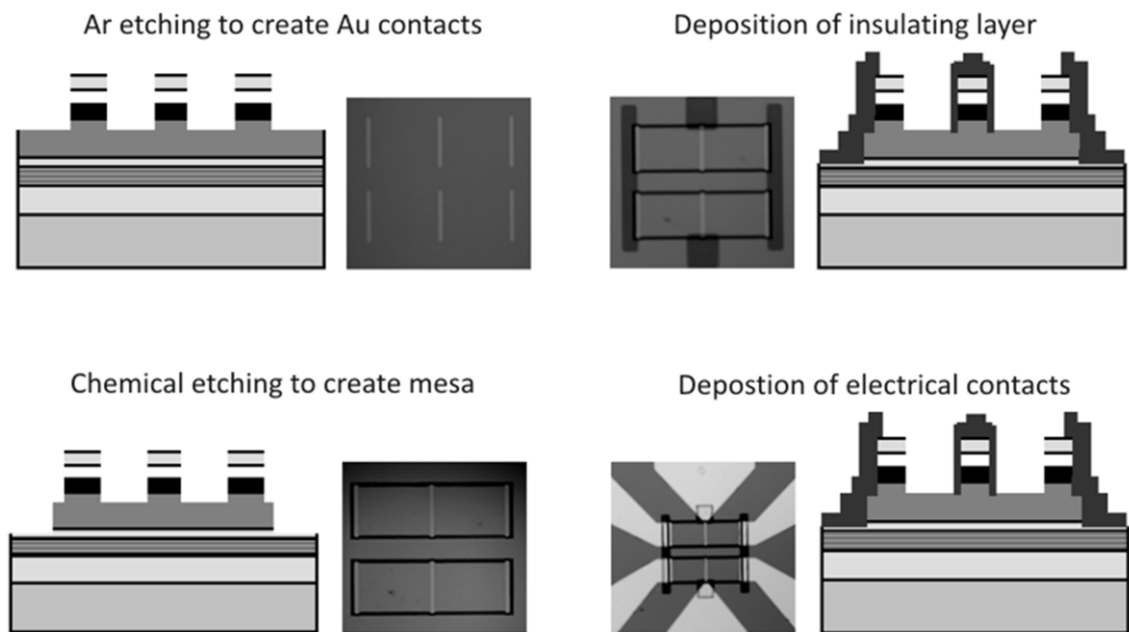 Ar etching to create Au contacts
Deposition of insulating layer
Chemical etching to create mesa
Depostion of electrical contacts